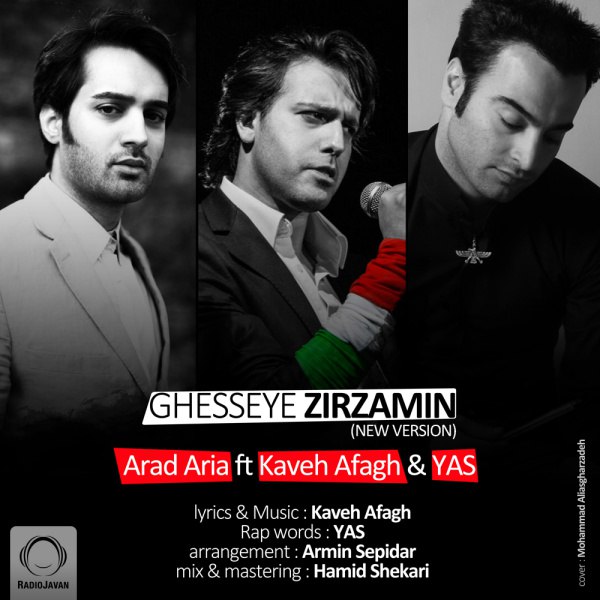 GHESSEYE ZIRZAMIN
(NEW VERSION)
Arad Aria ft Kaveh Afagh & YAS
lyrics & Music : Kaveh Afagh
Rap words : YAS
arrangement : Armin Sepidar
mix & mastering : Hamid Shekari
RADIOJAVAN
cover : Mohammad Aliasgharzadeh